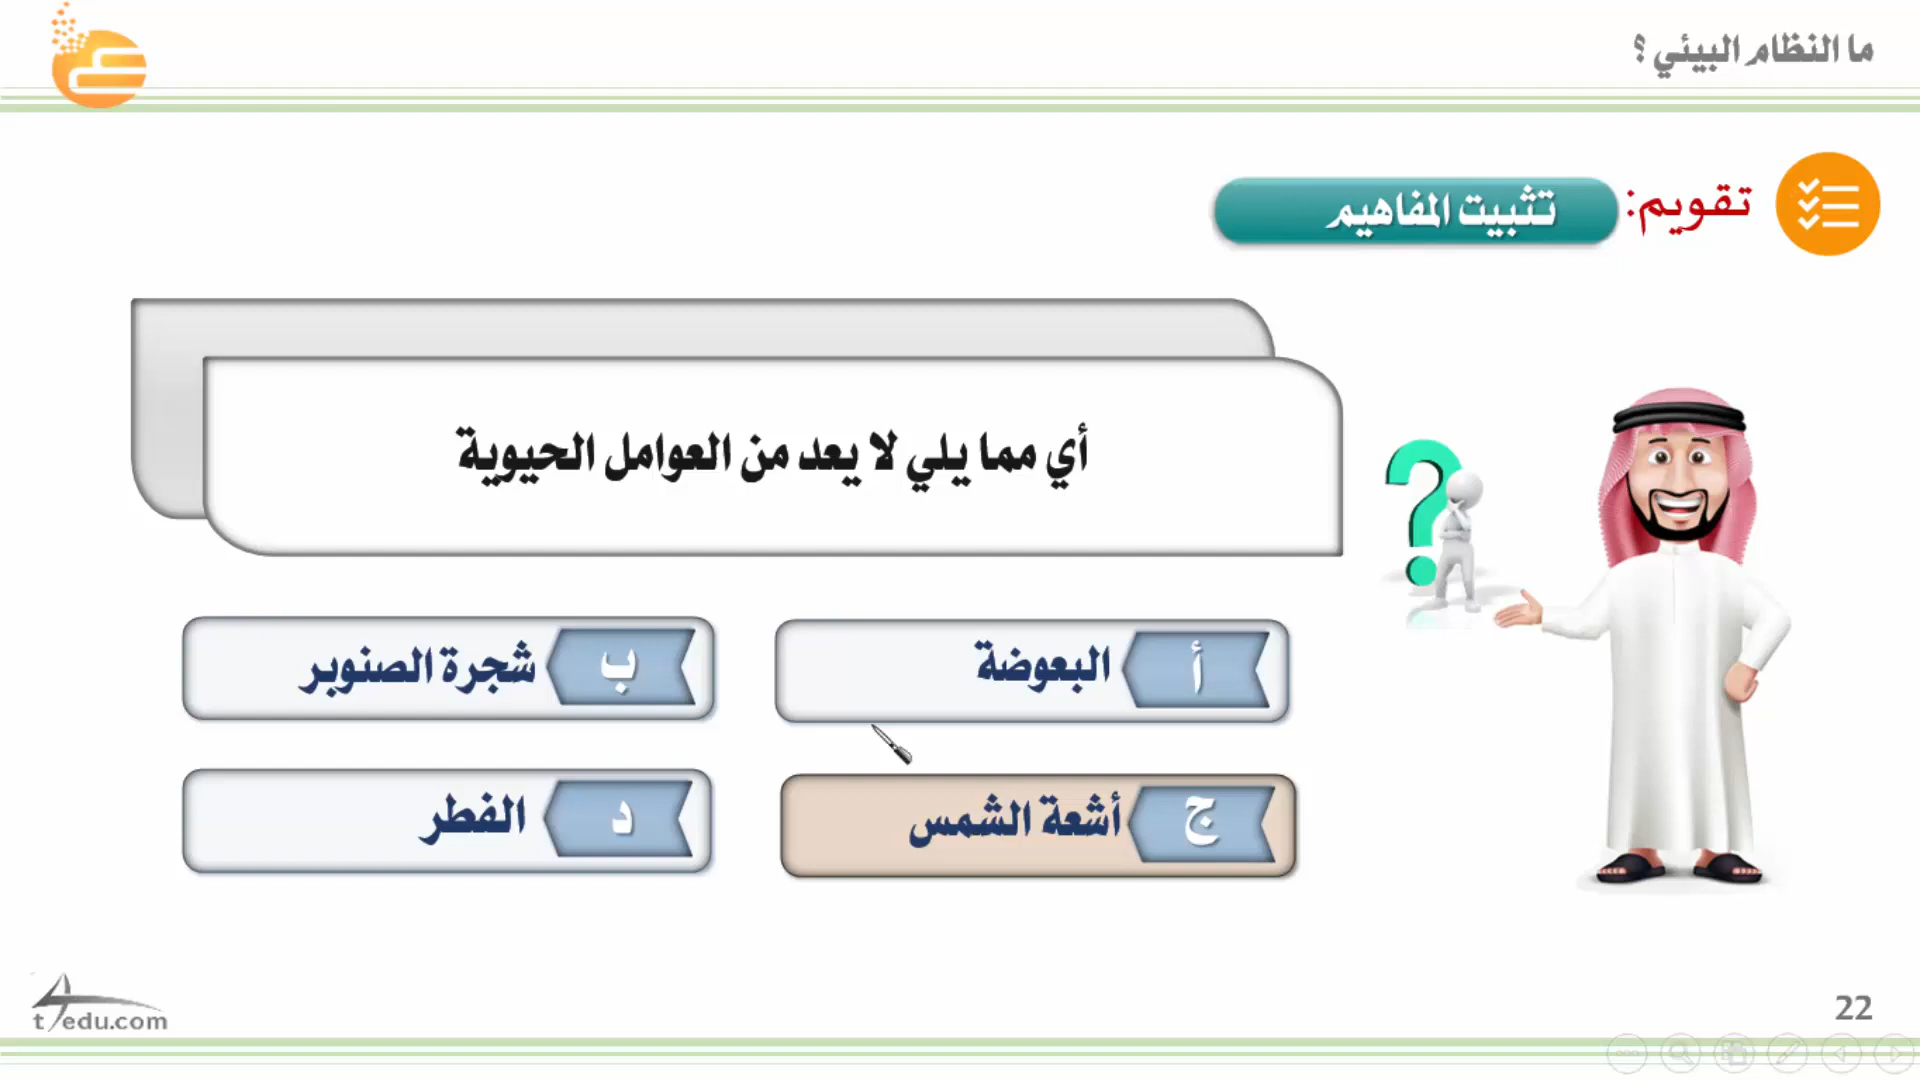 ما النظام البيئي ؟
تقويم:
تثبيت المفاهيم
أي مما يلي لا يعد من العوامل الحيوية
أ البعوضة
ب شجرة الصنوبر
ج أشعة الشمس
د الفطر
t4edu.com
22